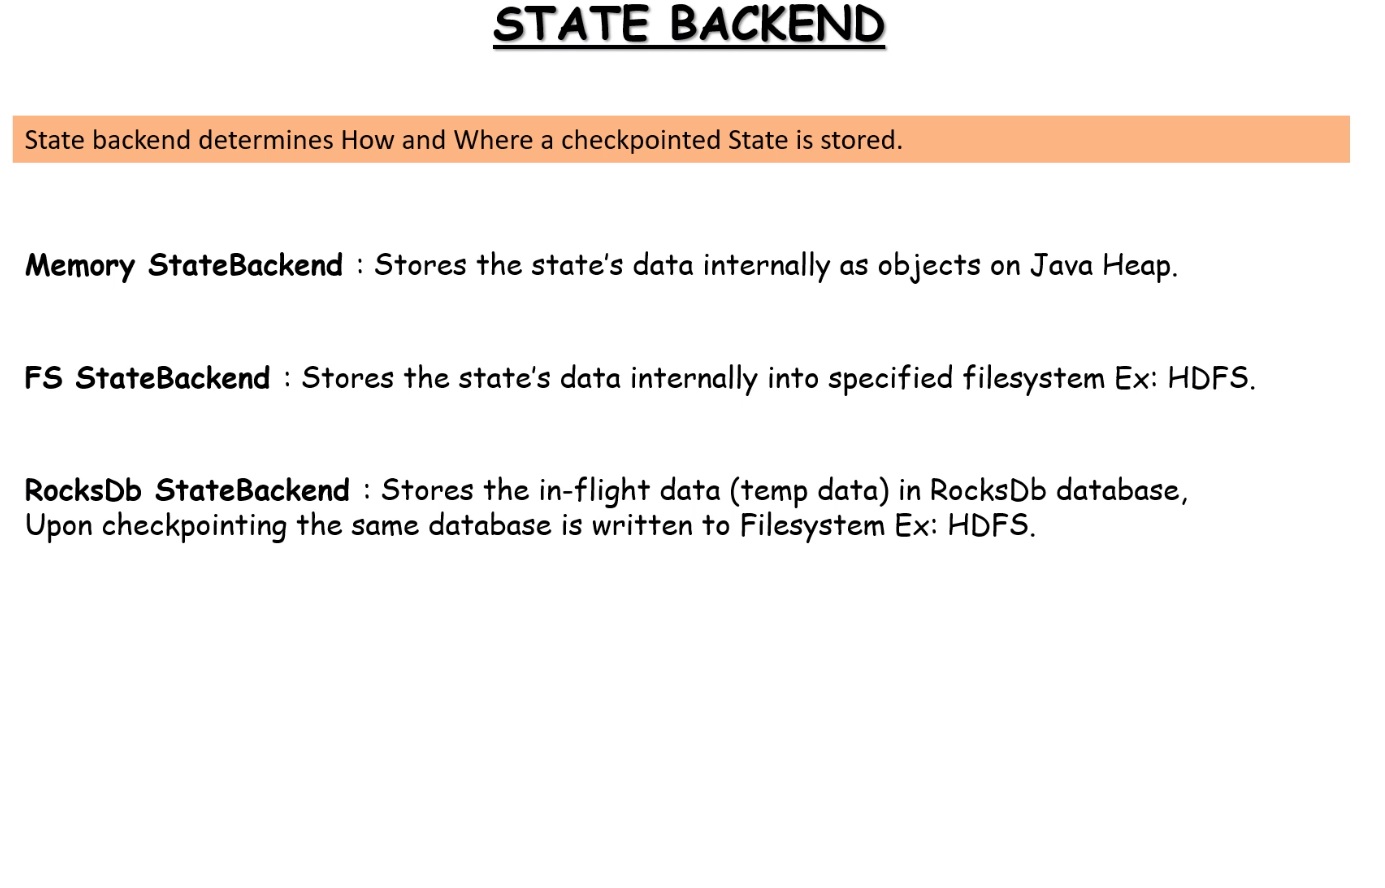 STATE BACKEND
State backend determines How and Where a checkpointed State is stored.
Memory StateBackend : Stores the state's data internally as objects on Java Heap.
FS StateBackend : Stores the state's data internally into specified filesystem Ex: HDFS.
RocksDb StateBackend : Stores the in-flight data (temp data) in RocksDb database,
Upon checkpointing the same database is written to Filesystem Ex: HDFS.